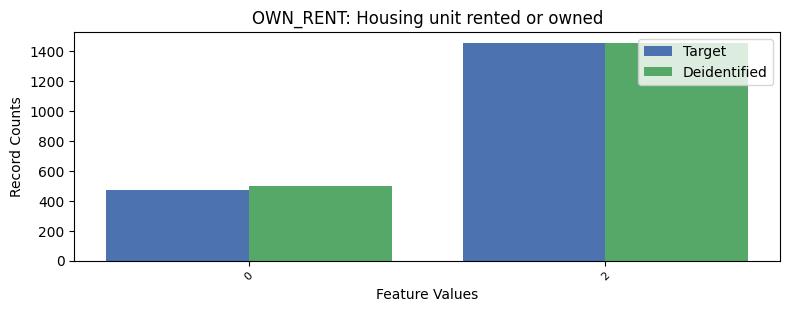 OWN_RENT: Housing unit rented or owned
Target
Deidentified
Record Counts
1400
1200
1000
800
600
400
200
0
0
2
Feature Values